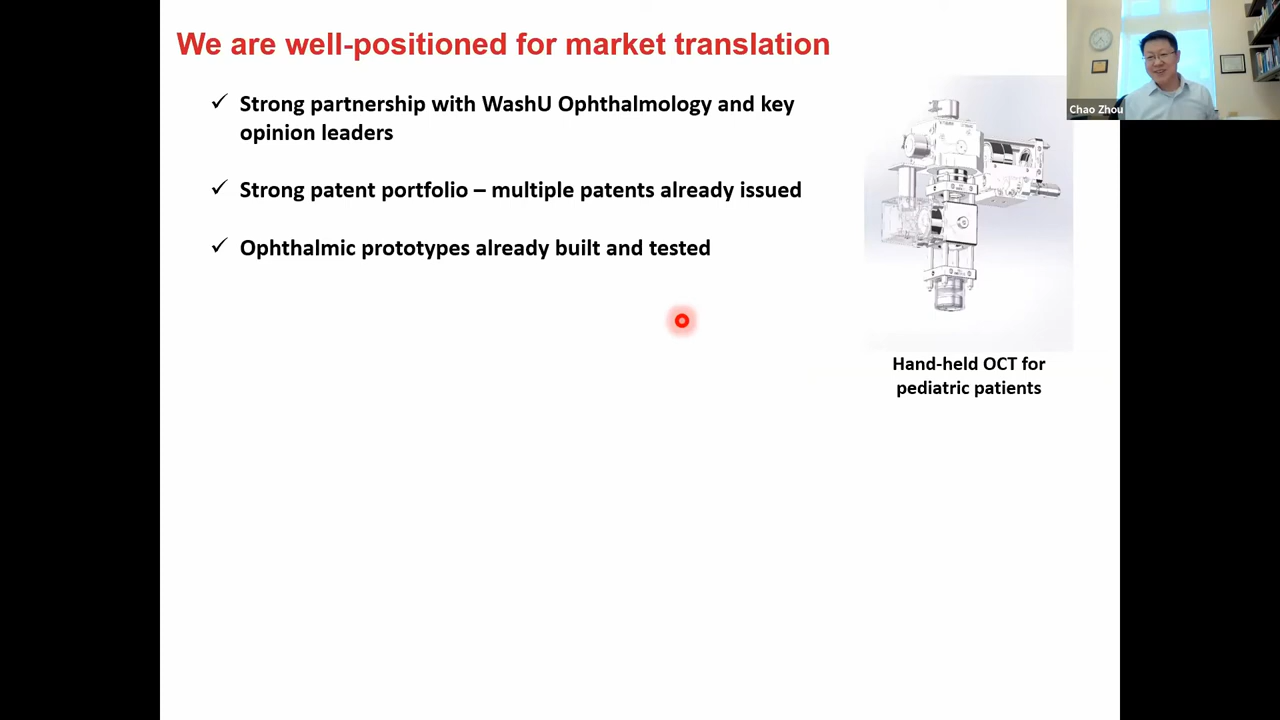 We are well-positioned for market translation
✓ Strong partnership with WashU Ophthalmology and key
opinion leaders
✓ Strong patent portfolio – multiple patents already issued
✓ Ophthalmic prototypes already built and tested
Hand-held OCT for
pediatric patients
Chao Zhou